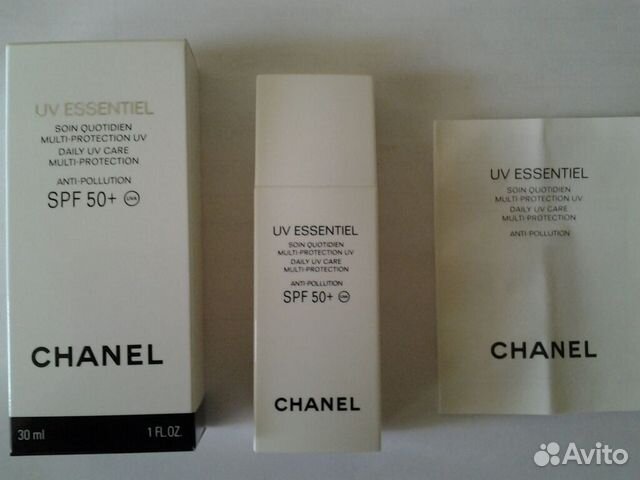 UV ESSENTIEL
SOIN QUOTIDIEN
MULTI-PROTECTION UV
DAILY UV CARE
MULTI-PROTECTION
ANTI-POLLUTION
SPF 50+ UVA
CHANEL
30 ml 1 FL.OZ.
UV ESSENTIEL
SOIN QUOTIDIEN
MULTI-PROTECTION UV
DAILY UV CARE
MULTI-PROTECTION
ANTI-POLLUTION
SPF 50+ UVA
CHANEL
UV ESSENTIEL
SOIN QUOTIDIEN
MULTI-PROTECTION UV
DAILY UV CARE
MULTI-PROTECTION
ANTI-POLLUTION
CHANEL
Avito